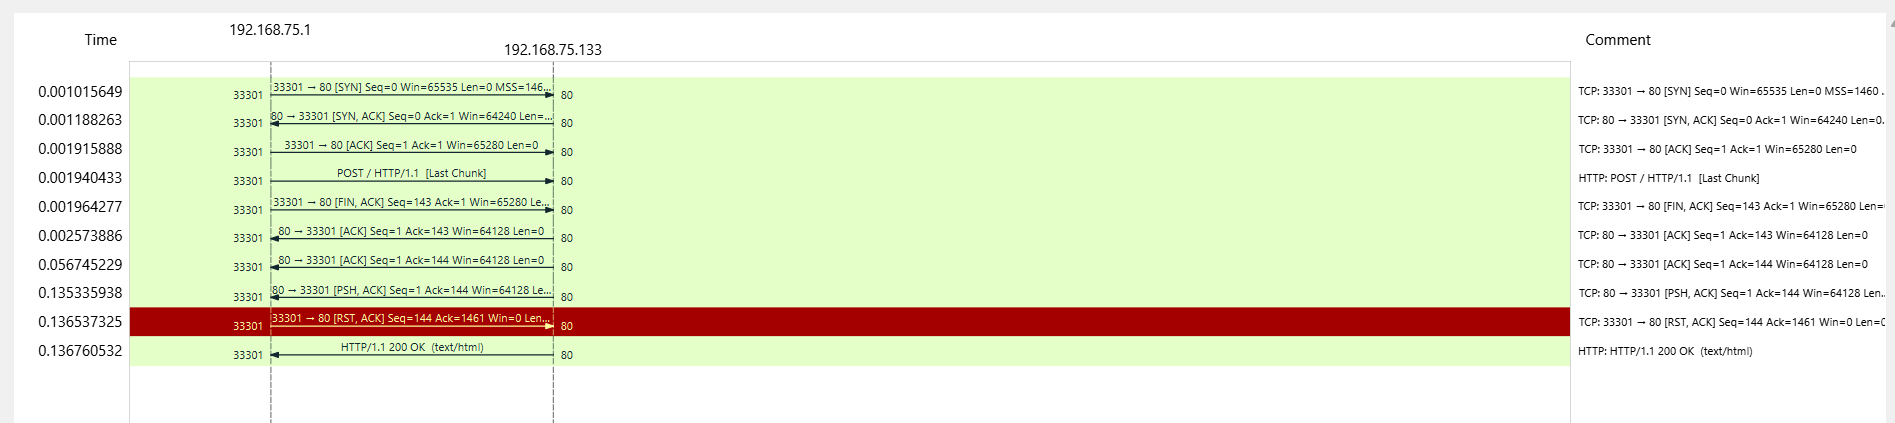 Time 192.168.75.1 192.168.75.133 Comment
0.001015649 33301 33301 → 80 [SYN] Seq=0 Win=65535 Len=0 MSS=146... 80 TCP: 33301 → 80 [SYN] Seq=0 Win=65535 Len=0 MSS=1460 .
0.001188263 33301 80 → 33301 [SYN, ACK] Seq=0 Ack=1 Win=64240 Len=... 80 TCP: 80 → 33301 [SYN, ACK] Seq=0 Ack=1 Win=64240 Len=0.
0.001915888 33301 33301 → 80 [ACK] Seq=1 Ack=1 Win=65280 Len=0 80 TCP: 33301 → 80 [ACK] Seq=1 Ack=1 Win=65280 Len=0
0.001940433 33301 POST / HTTP/1.1 [Last Chunk] 80 HTTP: POST / HTTP/1.1 [Last Chunk]
0.001964277 33301 33301 → 80 [FIN, ACK] Seq=143 Ack=1 Win=65280 Le... 80 TCP: 33301 → 80 [FIN, ACK] Seq=143 Ack=1 Win=65280 Len=
0.002573886 33301 80 → 33301 [ACK] Seq=1 Ack=143 Win=64128 Len=0 80 TCP: 80 → 33301 [ACK] Seq=1 Ack=143 Win=64128 Len=0
0.056745229 33301 80 → 33301 [ACK] Seq=1 Ack=144 Win=64128 Len=0 80 TCP: 80 → 33301 [ACK] Seq=1 Ack=144 Win=64128 Len=0
0.135335938 33301 80 → 33301 [PSH, ACK] Seq=1 Ack=144 Win=64128 Le... 80 TCP: 80 → 33301 [PSH, ACK] Seq=1 Ack=144 Win=64128 Len..
0.136537325 33301 33301 → 80 [RST, ACK] Seq=144 Ack=1461 Win=0 Len... 80 TCP: 33301 → 80 [RST, ACK] Seq=144 Ack=1461 Win=0 Len=0
0.136760532 33301 HTTP/1.1 200 OK (text/html) 80 HTTP: HTTP/1.1 200 OK (text/html)